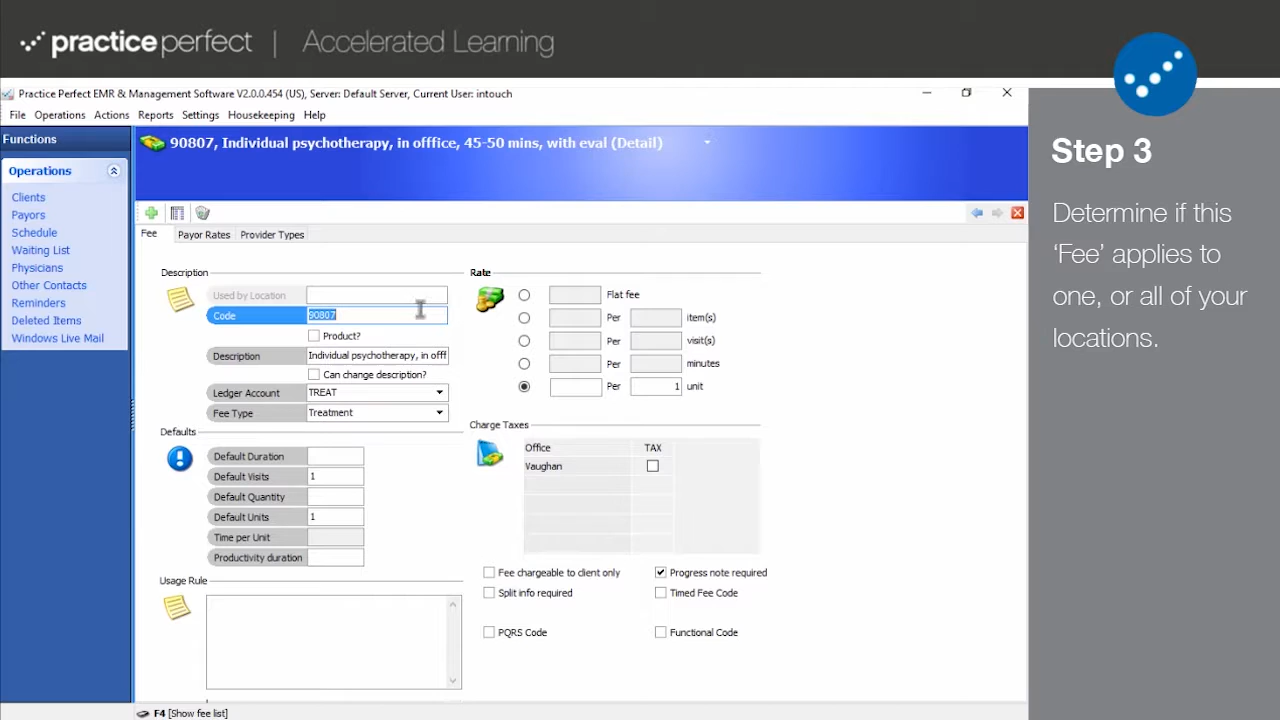 practiceperfect | Accelerated Learning
Practice Perfect EMR & Management Software V2.0.0.454 (US), Server: Default Server, Current User: intouch
File Operations Actions Reports Settings Housekeeping Help
Functions
90807, Individual psychotherapy, in offfice, 45-50 mins, with eval (Detail)
Operations
Clients
Payors
Schedule
Waiting List
Physicians
Other Contacts
Reminders
Deleted Items
Windows Live Mail
Fee Payor Rates Provider Types
Description
Used by Location
Code 90807
Product?
Description Individual psychotherapy, in offf
Can change description?
Ledger Account TREAT
Fee Type Treatment
Defaults
Default Duration
Default Visits 1
Default Quantity
Default Units 1
Time per Unit
Productivity duration
Usage Rule
Rate
Flat fee
Per item(s)
Per visit(s)
Per minutes
Per 1 unit
Charge Taxes
Office TAX
Vaughan
Fee chargeable to client only Progress note required
Split info required Timed Fee Code
PQRS Code Functional Code
F4 [Show fee list]
Step 3
Determine if this
‘Fee’ applies to
one, or all of your
locations.